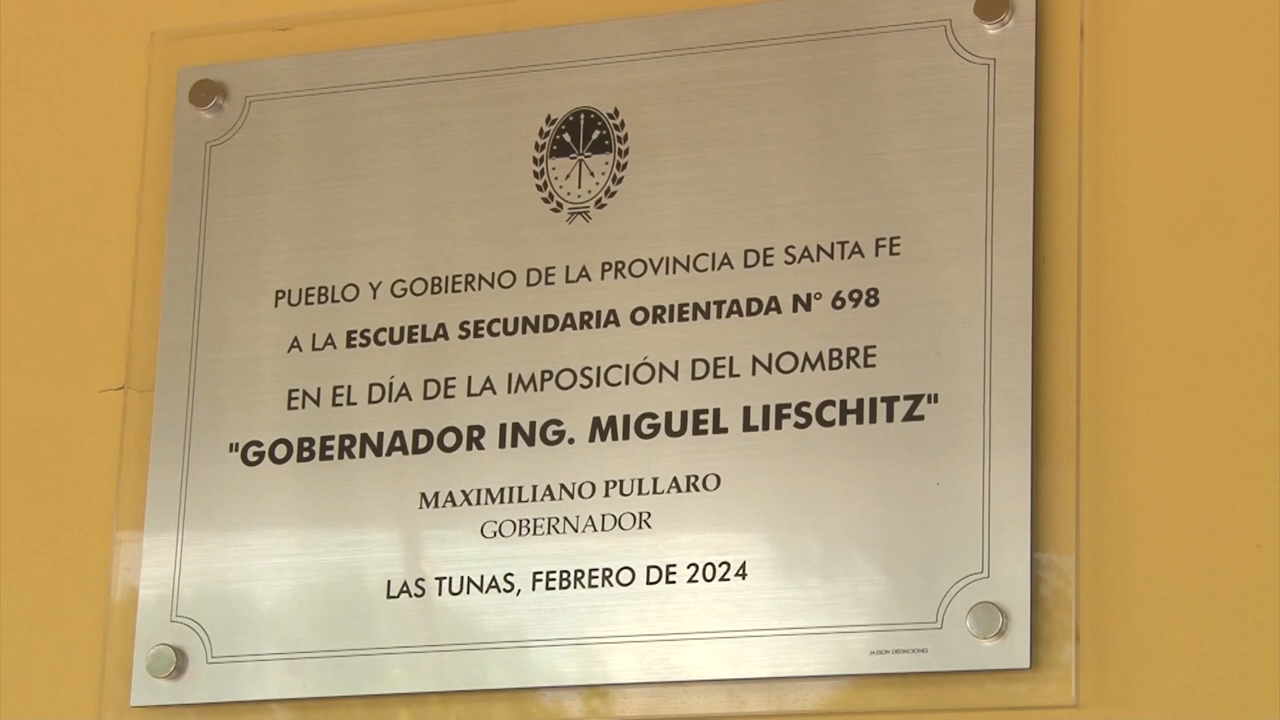 PUEBLO Y GOBIERNO DE LA PROVINCIA DE SANTA FE
A LA ESCUELA SECUNDARIA ORIENTADA N° 698
EN EL DÍA DE LA IMPOSICIÓN DEL NOMBRE
"GOBERNADOR ING. MIGUEL LIFSCHITZ"
MAXIMILIANO PULLARO
GOBERNADOR
LAS TUNAS, FEBRERO DE 2024